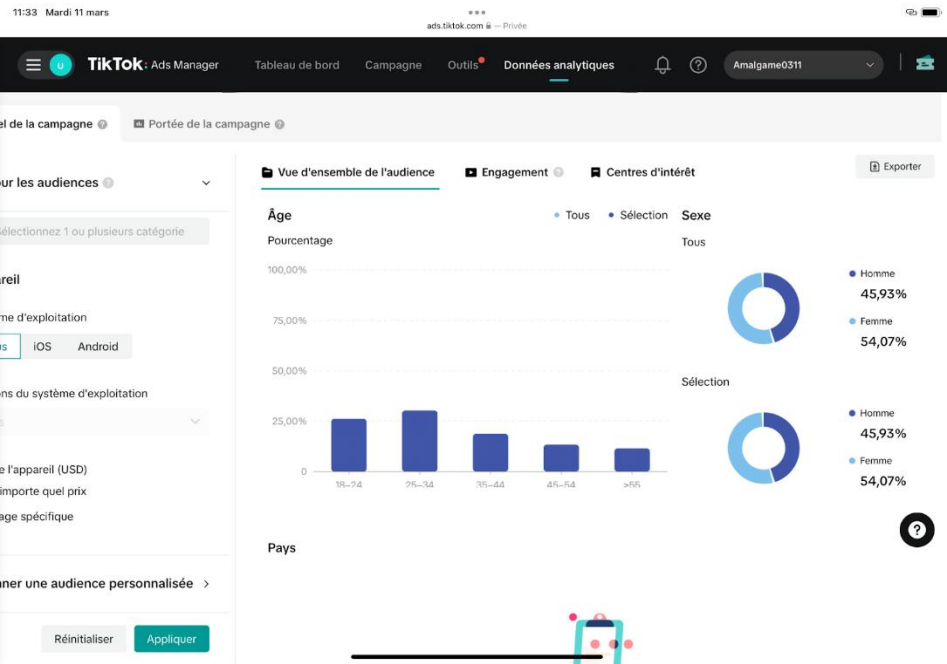 11:33 Mardi 11 mars
ads.tiktok.com — Privée
U TikTok: Ads Manager Tableau de bord Campagne Outils Données analytiques Amalgame0311
el de la campagne Portée de la campagne
ur les audiences
Vue d'ensemble de l'audience Engagement Centres d'intérêt Exporter
électionnez 1 ou plusieurs catégorie
Âge Tous Sélection
Pourcentage
100,00%
75,00%
50,00%
25,00%
0
18–24 25–34 35–44 45–54 >55
Sexe
Tous
Homme
45,93%
Femme
54,07%
Sélection
Homme
45,93%
Femme
54,07%
reil
me d'exploitation
us iOS Android
ns du système d'exploitation
s
e l'appareil (USD)
importe quel prix
age spécifique
ner une audience personnalisée
Réinitialiser Appliquer
Pays